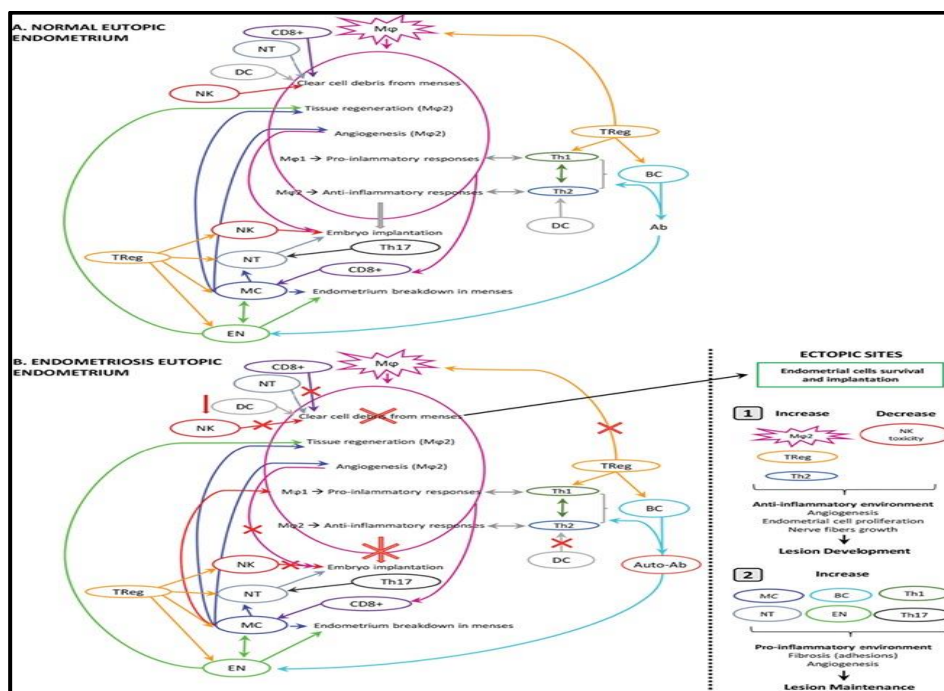 A. NORMAL EUTOPIC
ENDOMETRIUM
CD8+
Mφ
NT
DC
Clear cell debris from menses
NK
Tissue regeneration (Mφ2)
Angiogenesis (Mφ2)
TReg
Mφ1 → Pro-inlammatory responses
Th1
BC
Mφ2 → Anti-inflammatory responses
Th2
NK
Embryo implantation
DC
Ab
Th17
TReg
NT
CD8+
MC
Endometrium breakdown in menses
EN
B. ENDOMETRIOSIS EUTOPIC
ENDOMETRIUM
CD8+
Mφ
NT
DC
Clear cell debris from menses
NK
Tissue regeneration (Mφ2)
Angiogenesis (Mφ2)
TReg
Mφ1 → Pro-inlammatory responses
Th1
BC
Mφ2 → Anti-inflammatory responses
Th2
NK
Embryo implantation
DC
Auto-Ab
Th17
TReg
NT
CD8+
MC
Endometrium breakdown in menses
EN
ECTOPIC SITES
Endometrial cells survival
and implantation
1 Increase Decrease
Mφ2
NK
toxicity
TReg
Th2
Anti-inflammatory environment
Angiogenesis
Endometrial cell proliferation
Nerve fibers growth
Lesion Development
2 Increase
MC BC Th1
NT EN Th17
Pro-inflammatory environment
Fibrosis (adhesions)
Angiogenesis
Lesion Maintenance